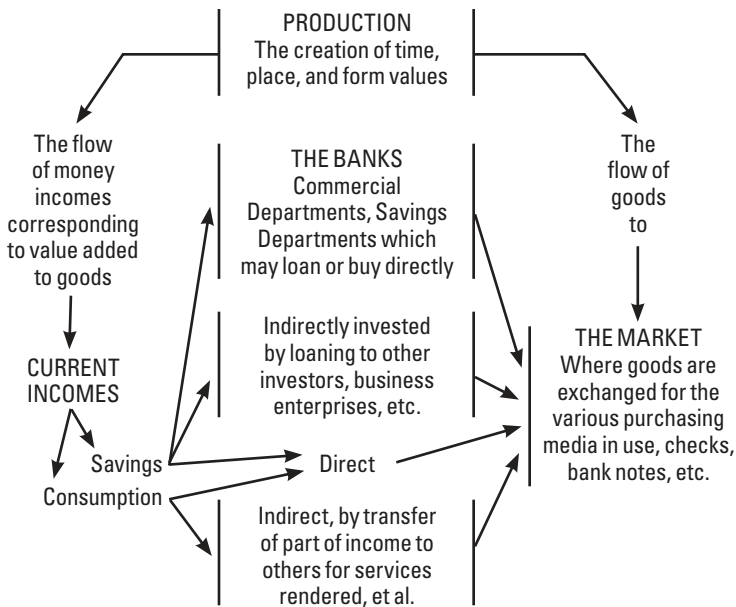 PRODUCTION
The creation of time,
place, and form values
The flow
of money
incomes
corresponding
to value added
to goods
THE BANKS
Commercial
Departments, Savings
Departments which
may loan or buy directly
The
flow of
goods
to
Indirectly invested
by loaning to other
investors, business
enterprises, etc.
CURRENT
INCOMES
THE MARKET
Where goods are
exchanged for the
various purchasing
media in use, checks,
bank notes, etc.
Savings
Direct
Consumption
Indirect, by transfer
of part of income to
others for services
rendered, et al.